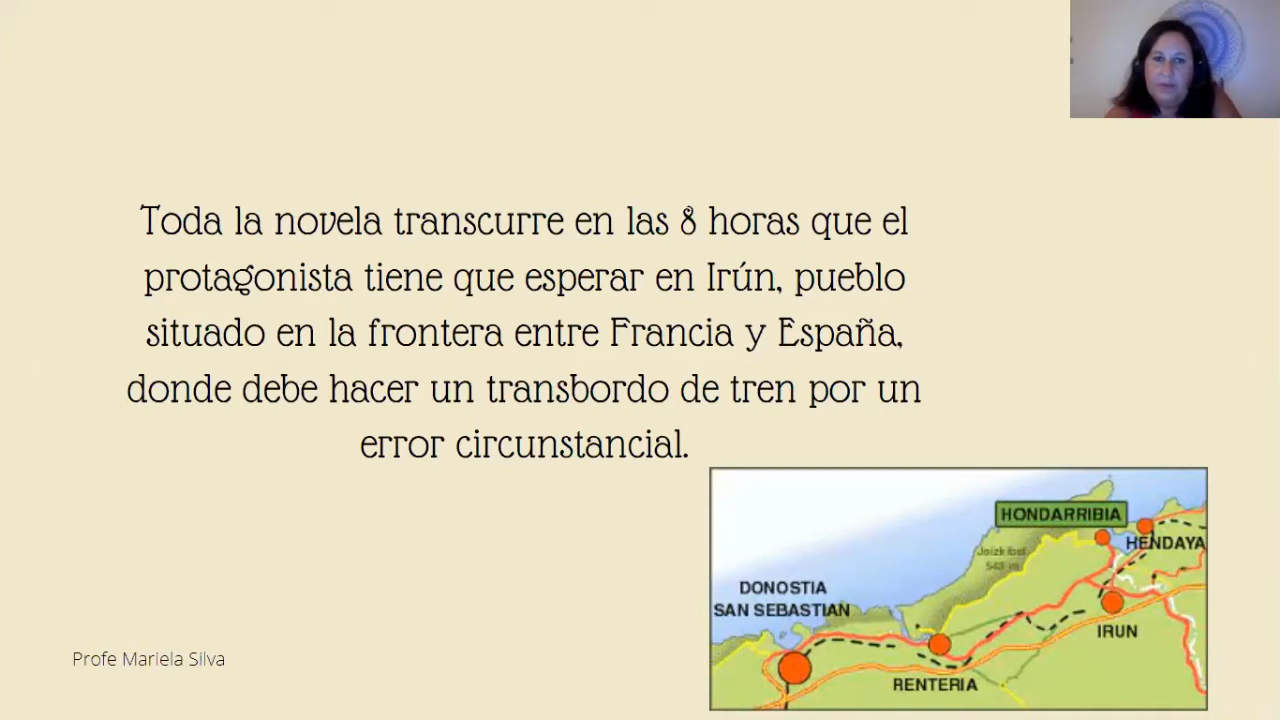 Toda la novela transcurre en las 8 horas que el
protagonista tiene que esperar en Irún, pueblo
situado en la frontera entre Francia y España,
donde debe hacer un transbordo de tren por un
error circunstancial.
HONDARRIBIA
HENDAYA
Jaizkibel
543 m
DONOSTIA
SAN SEBASTIAN
IRUN
RENTERIA
Profe Mariela Silva